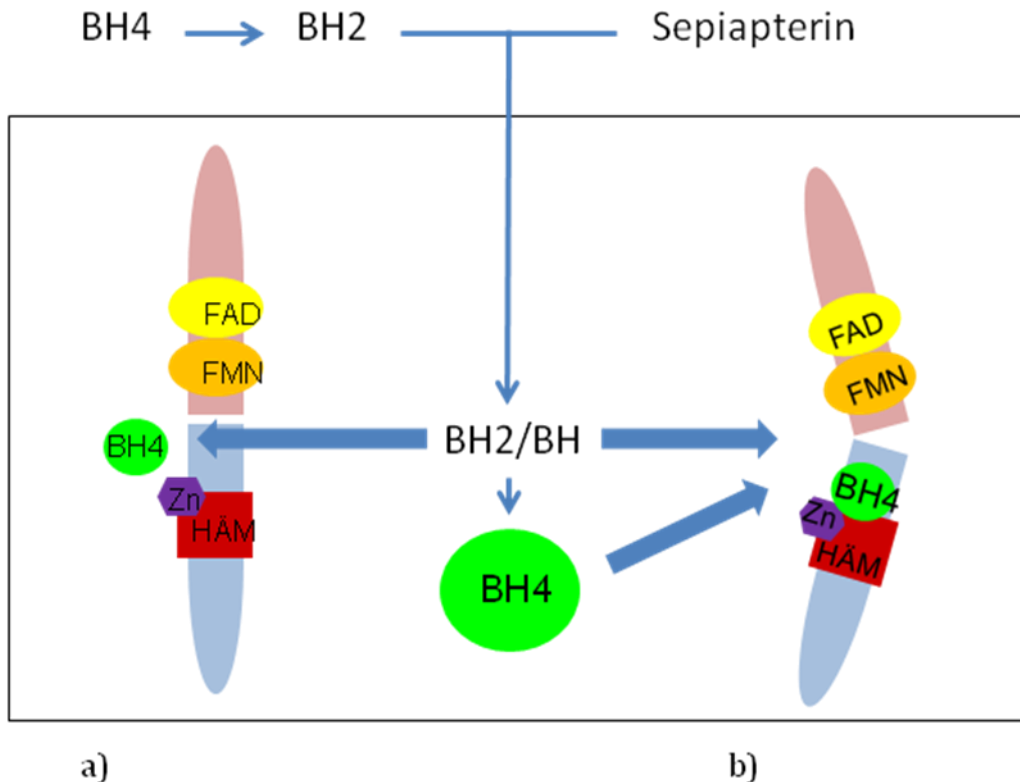 BH4 BH2 Sepiapterin
FAD
FMN
BH4
Zn
HÄM
BH2/BH
BH4
FAD
FMN
BH4
Zn
HÄM
a) b)